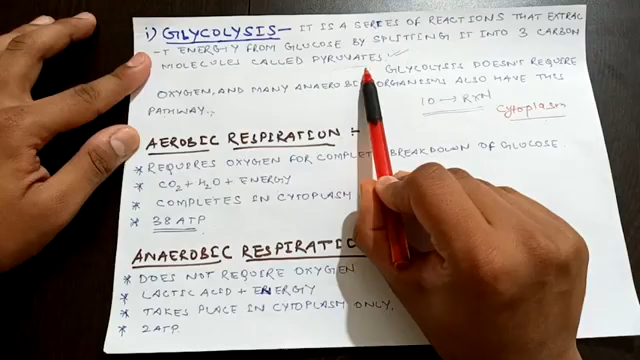 i) GLYCOLYSIS - IT IS A SERIES OF REACTIONS THAT EXTRAC
-T ENERGY FROM GLUCOSE BY SPLITTING IT INTO 3 CARBON
MOLECULES CALLED PYRUVATES.
GLYCOLYSIS DOESN'T REQUIRE
OXYGEN, AND MANY ANAEROBIC ORGANISMS ALSO HAVE THIS
PATHWAY.
10 → RXN
Cytoplasm
AEROBIC RESPIRATION :-
* REQUIRES OXYGEN FOR COMPLET BREAKDOWN OF GLUCOSE.
* CO2 + H2O + ENERGY
* COMPLETES IN CYTOPLASM
* 38 ATP
ANAEROBIC RESPIRATIO
* DOES NOT REQUIRE OXYGEN
* LACTIC ACID + ENERGY
* TAKES PLACE IN CYTOPLASM ONLY.
* 2ATP